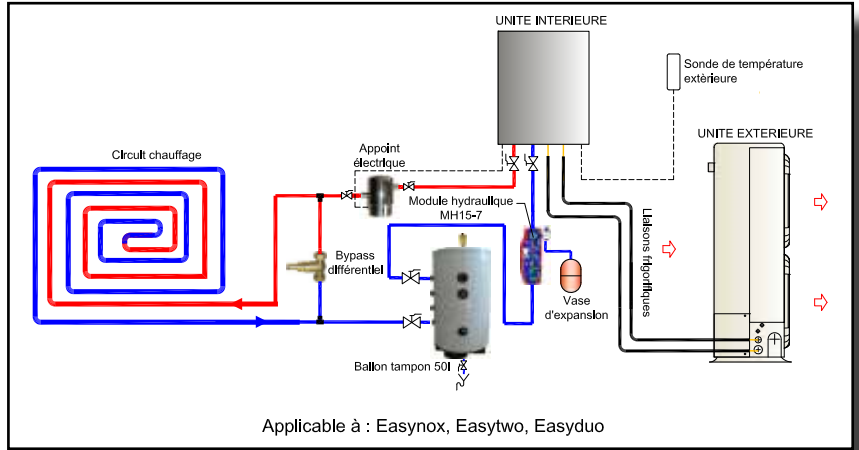 UNITE INTERIEURE
Sonde de température
extèrieure
UNITE EXTERIEURE
Circuit chauffage
Appoint
électrique
Module hydraulique
MH15-7
Liaisons frigorifiques
Bypass
différentiel
Vase
d'expansion
Ballon tampon 50l
Applicable à : Easynox, Easytwo, Easyduo